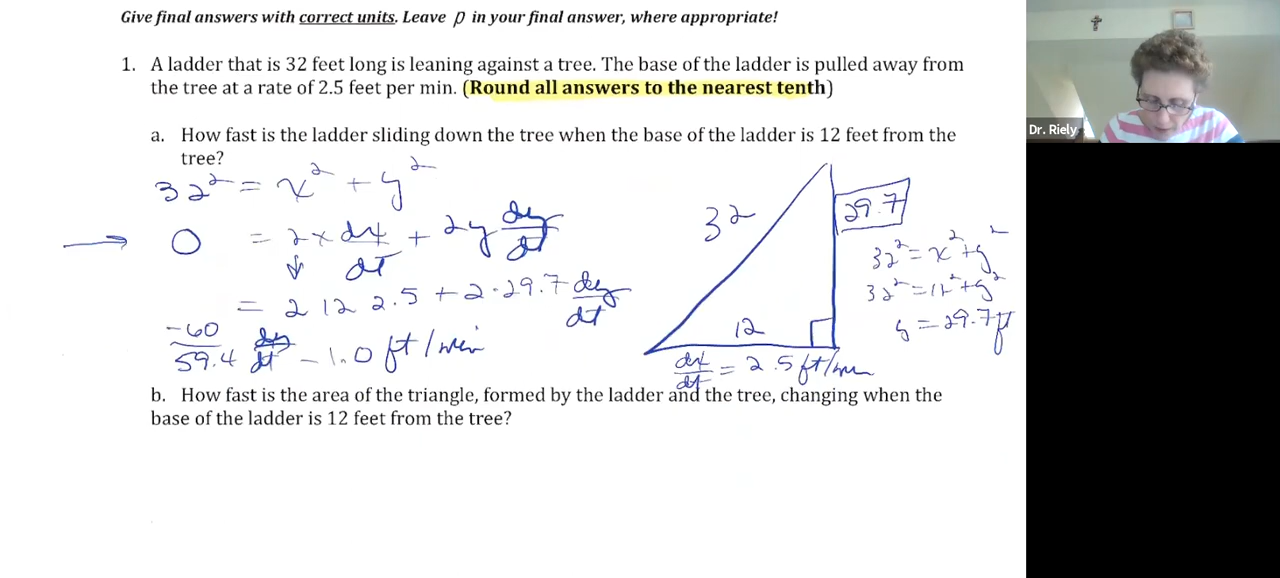 Give final answers with correct units. Leave ρ in your final answer, where appropriate!
1. A ladder that is 32 feet long is leaning against a tree. The base of the ladder is pulled away from
the tree at a rate of 2.5 feet per min. (Round all answers to the nearest tenth)
a. How fast is the ladder sliding down the tree when the base of the ladder is 12 feet from the
tree?
32² = x² + y²
0 = 2x dx/dt + 2y dy/dt
= 2 12 2.5 + 2·29.7 dy/dt
-60/59.4 dy/dt - 1.0 ft/min
32
29.7
12
dx/dt = 2.5 ft/min
32² = x² + y²
32² = 12² + y²
y = 29.7 ft
b. How fast is the area of the triangle, formed by the ladder and the tree, changing when the
base of the ladder is 12 feet from the tree?
Dr. Riely